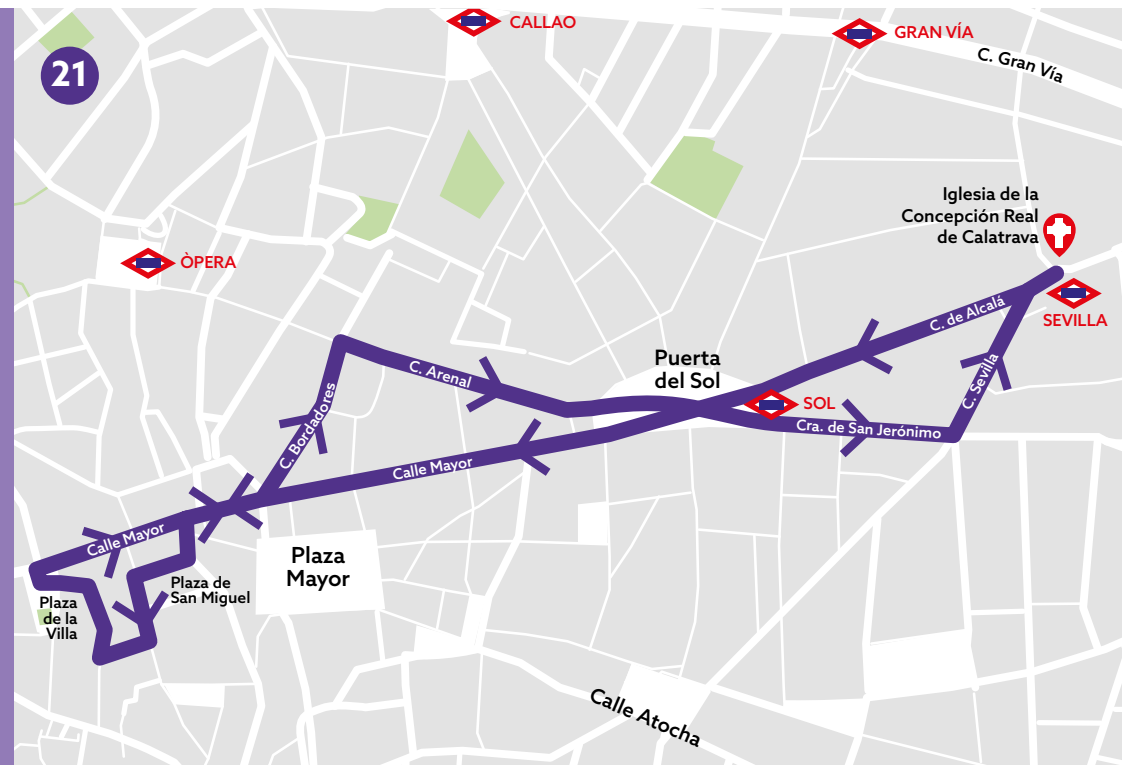 CALLAO
GRAN VÍA
C. Gran Vía
21
Iglesia de la
Concepción Real
de Calatrava
ÒPERA
SEVILLA
C. de Alcalá
Puerta
del Sol
C. Arenal
C. Sevilla
SOL
Cra. de San Jerónimo
C. Bordadores
Calle Mayor
Calle Mayor
Plaza
Mayor
Plaza de
San Miguel
Plaza
de la
Villa
Calle Atocha